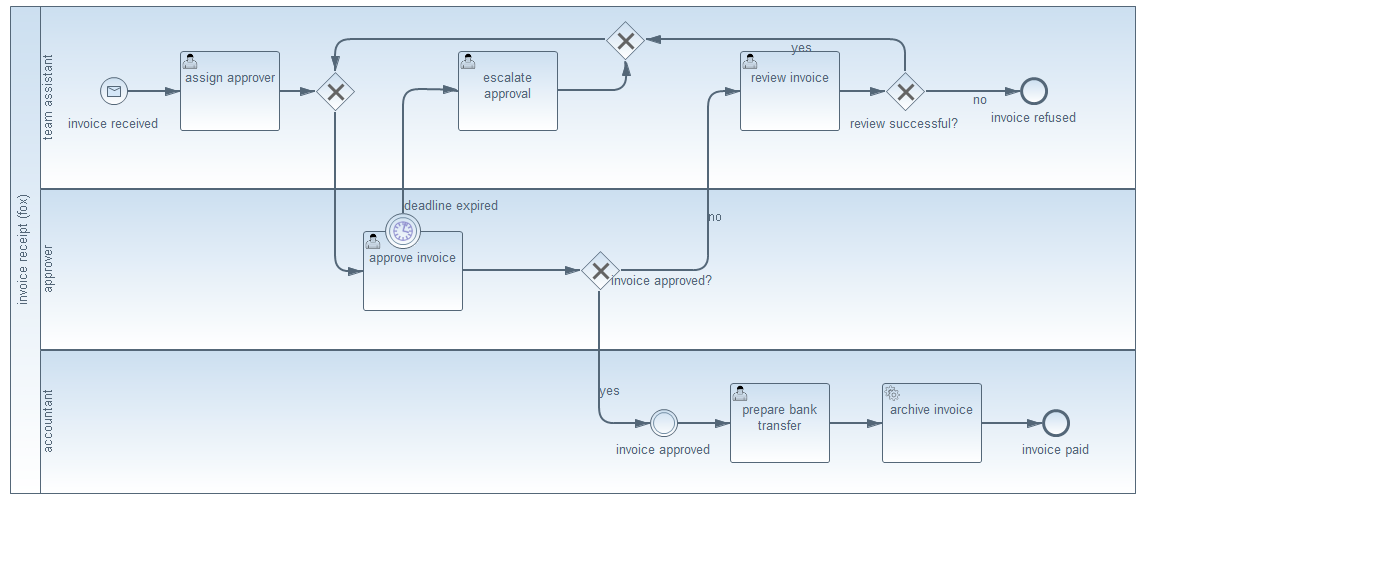 invoice receipt (fox)
team assistant
invoice received
assign approver
escalate
approval
yes
review invoice
review successful?
no
invoice refused
approver
deadline expired
approve invoice
no
invoice approved?
accountant
yes
invoice approved
prepare bank
transfer
archive invoice
invoice paid